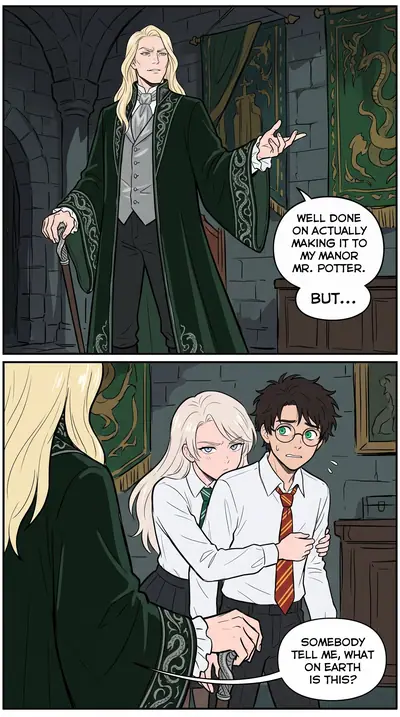 WELL DONE
ON ACTUALLY
MAKING IT TO
MY MANOR
MR. POTTER.
BUT...
SOMEBODY
TELL ME, WHAT
ON EARTH
IS THIS?